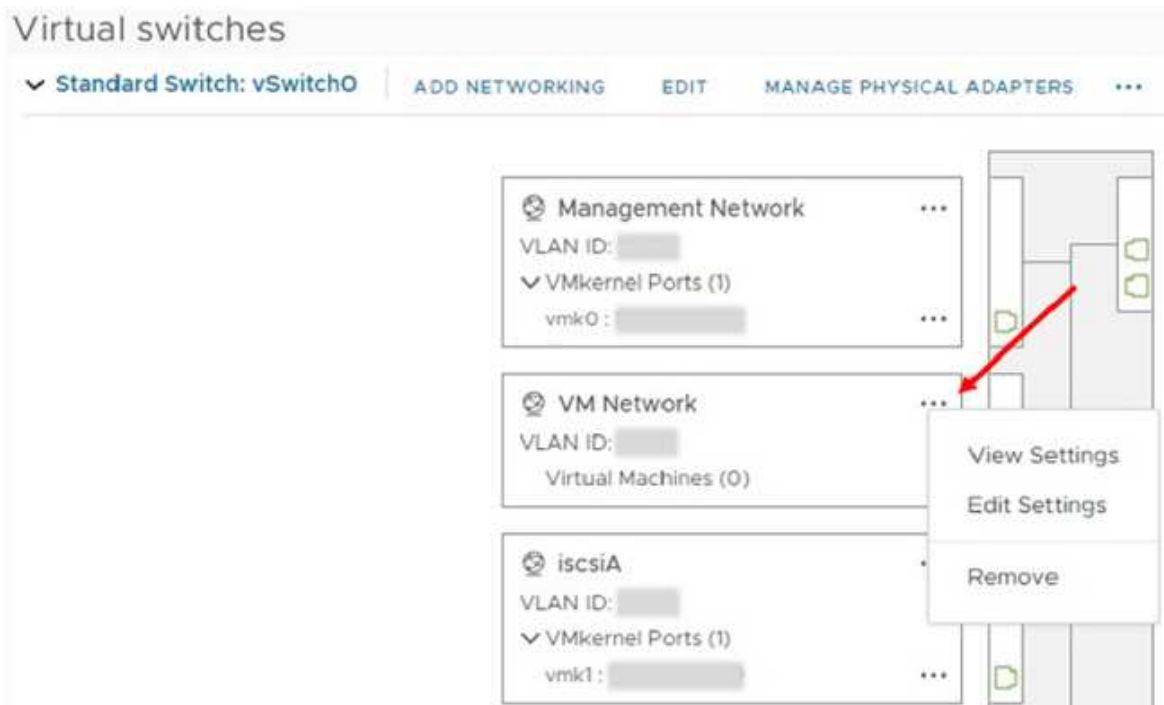 Virtual switches
Standard Switch: vSwitch0 ADD NETWORKING EDIT MANAGE PHYSICAL ADAPTERS ...
Management Network ...
VLAN ID:
VMkernel Ports (1)
vmk0 : ...
VM Network ...
VLAN ID:
Virtual Machines (0)
View Settings
Edit Settings
Remove
iscsiA
VLAN ID:
VMkernel Ports (1)
vmk1 : ...